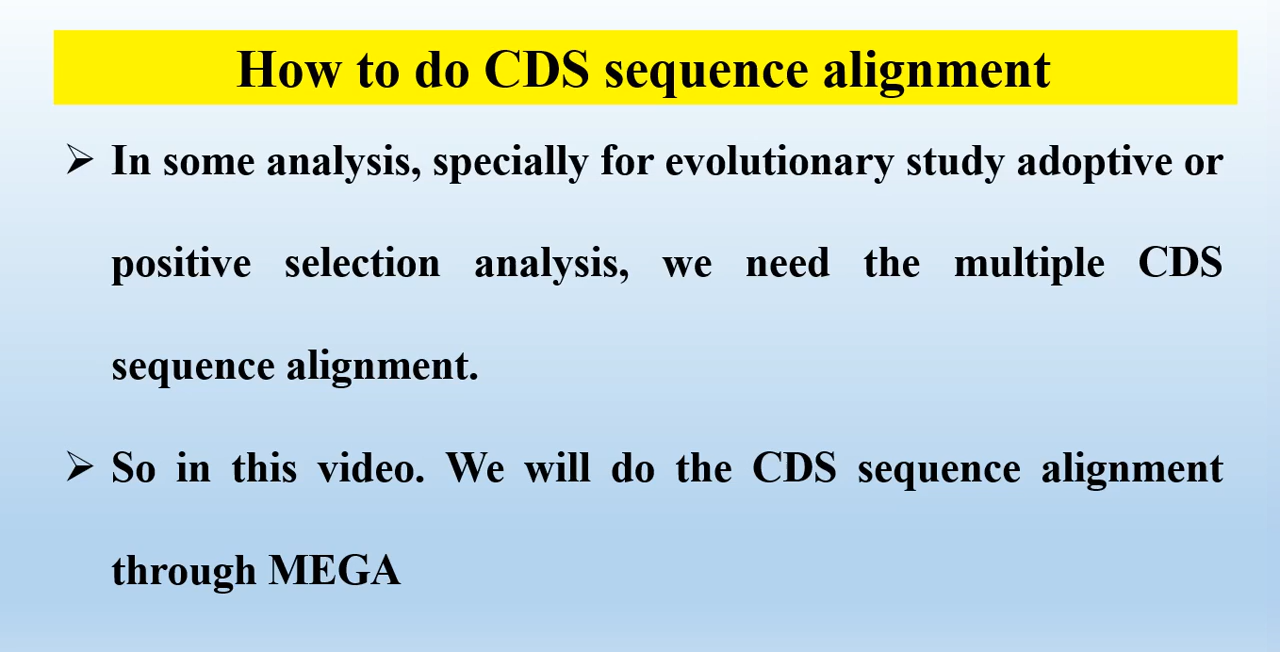 How to do CDS sequence alignment
➢ In some analysis, specially for evolutionary study adoptive or
positive selection analysis, we need the multiple CDS
sequence alignment.
➢ So in this video. We will do the CDS sequence alignment
through MEGA